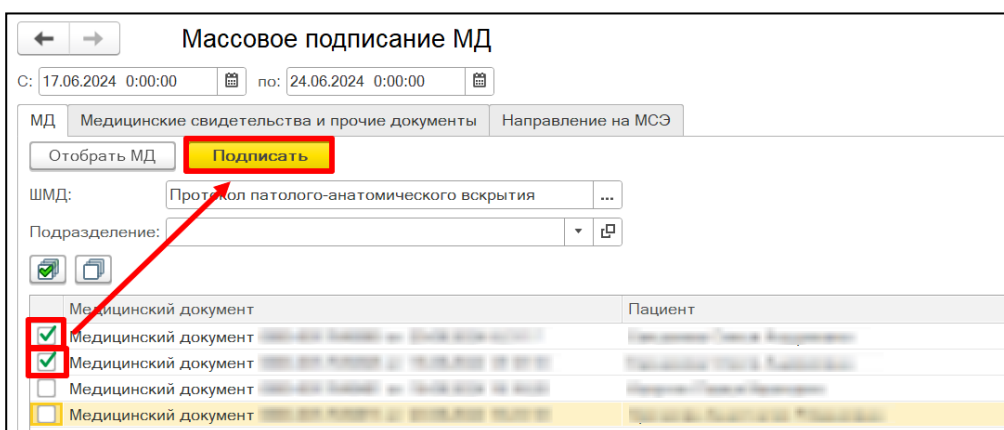 Массовое подписание МД
С: 17.06.2024 0:00:00 по: 24.06.2024 0:00:00
МД Медицинские свидетельства и прочие документы Направление на МСЭ
Отобрать МД Подписать
ШМД: Протокол патолого-анатомического вскрытия ...
Подразделение:
Медицинский документ Пациент
Медицинский документ
Медицинский документ
Медицинский документ
Медицинский документ